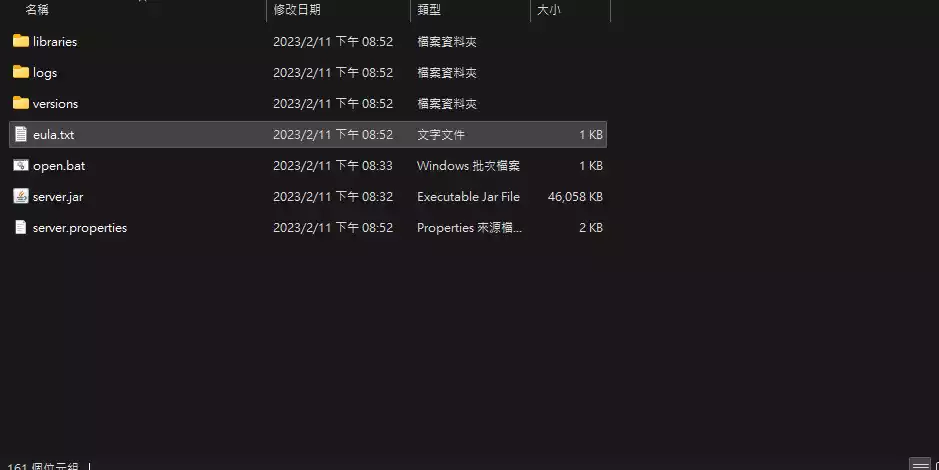 名稱 修改日期 類型 大小
libraries 2023/2/11 下午 08:52 檔案資料夾
logs 2023/2/11 下午 08:52 檔案資料夾
versions 2023/2/11 下午 08:52 檔案資料夾
eula.txt 2023/2/11 下午 08:52 文字文件 1 KB
open.bat 2023/2/11 下午 08:33 Windows 批次檔案 1 KB
server.jar 2023/2/11 下午 08:32 Executable Jar File 46,058 KB
server.properties 2023/2/11 下午 08:52 Properties 來源檔... 2 KB
161 個位元組